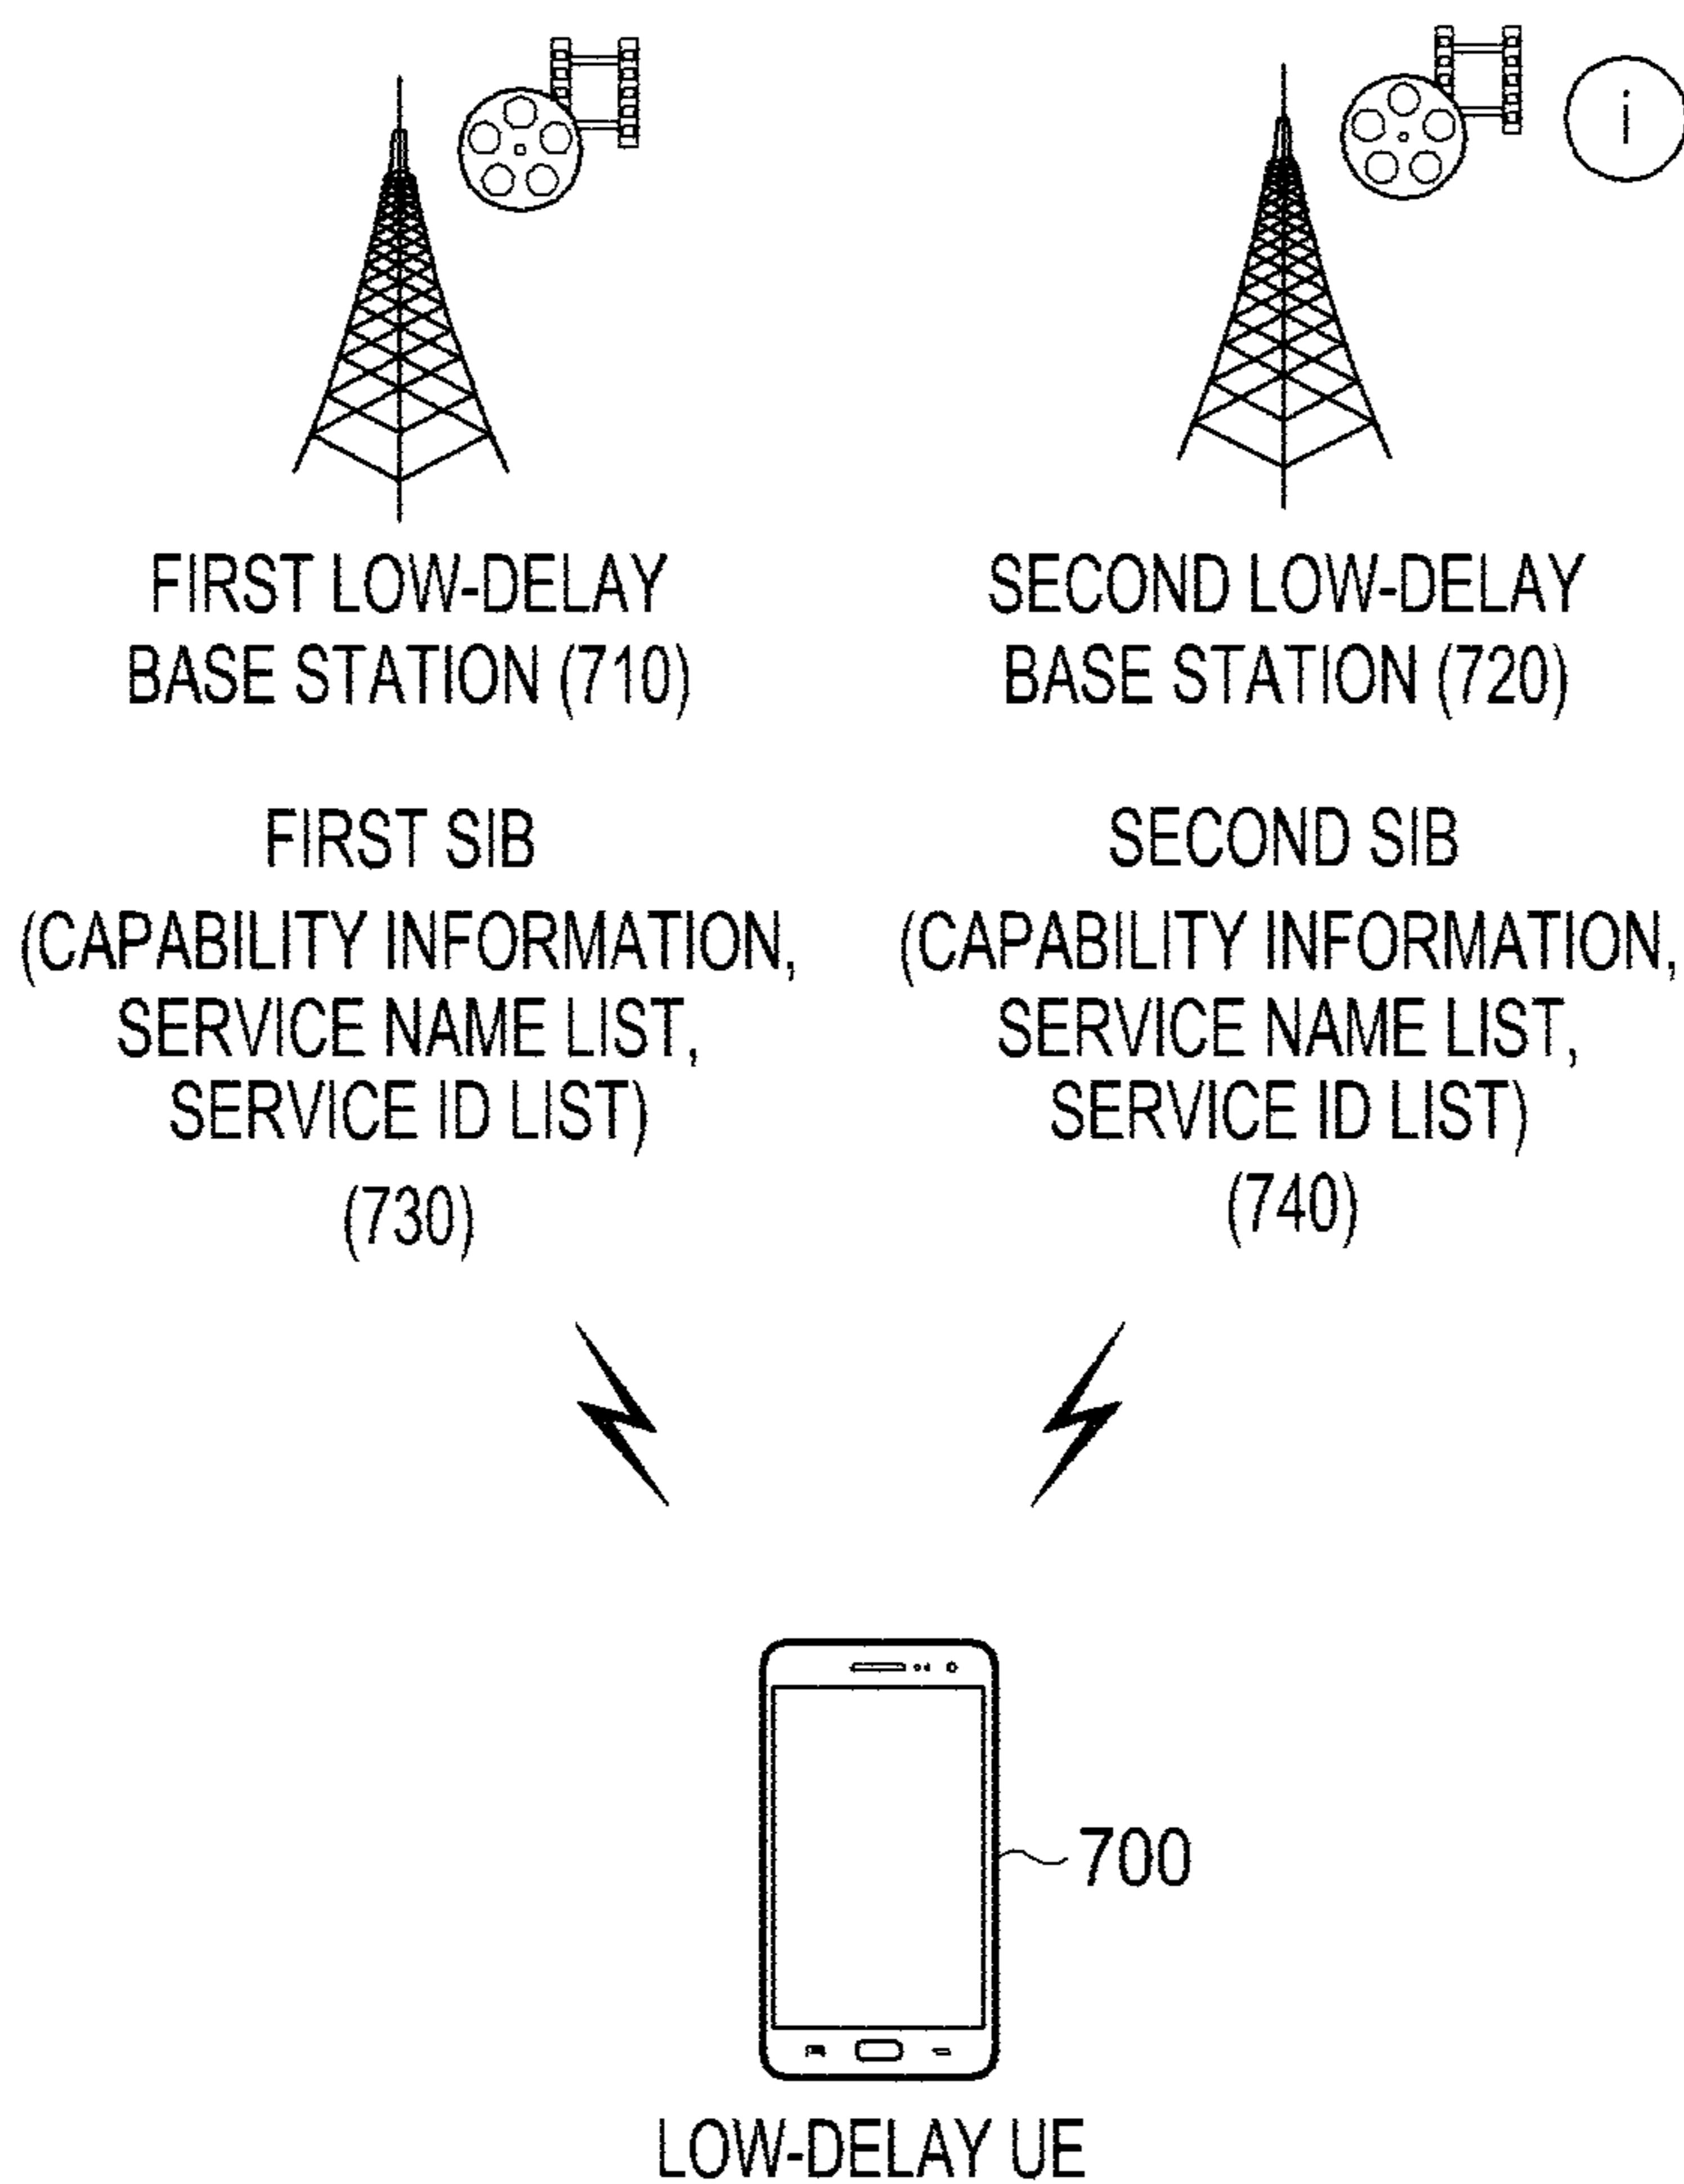 i
FIRST LOW-DELAY
BASE STATION (710)
SECOND LOW-DELAY
BASE STATION (720)
FIRST SIB
(CAPABILITY INFORMATION,
SERVICE NAME LIST,
SERVICE ID LIST)
(730)
SECOND SIB
(CAPABILITY INFORMATION,
SERVICE NAME LIST,
SERVICE ID LIST)
(740)
700
LOW-DELAY UE